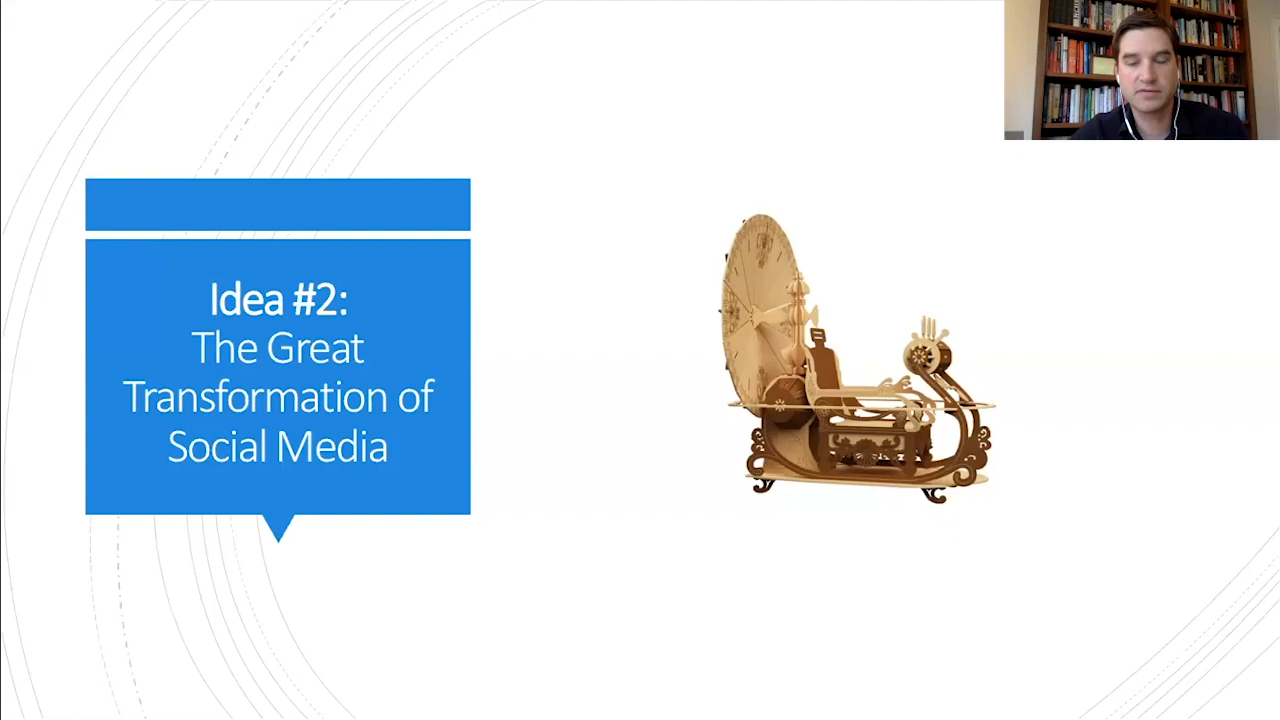 Idea #2:
The Great
Transformation of
Social Media